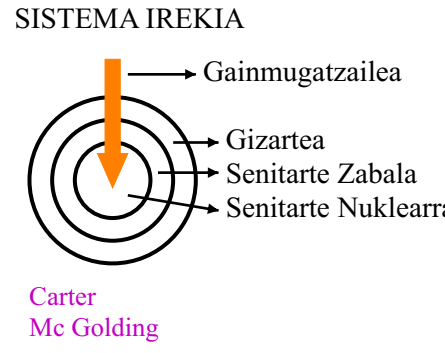 SISTEMA IREKIA
Gainmugatzailea
Gizartea
Senitarte Zabala
Senitarte Nuklearra
Carter
Mc Golding